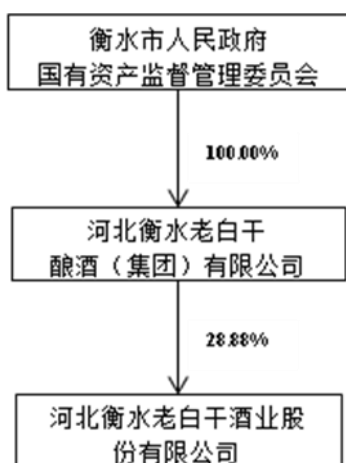 衡水市人民政府
国有资产监督管理委员会
100.00%
河北衡水老白干
酿酒（集团）有限公司
28.88%
河北衡水老白干酒业股
份有限公司